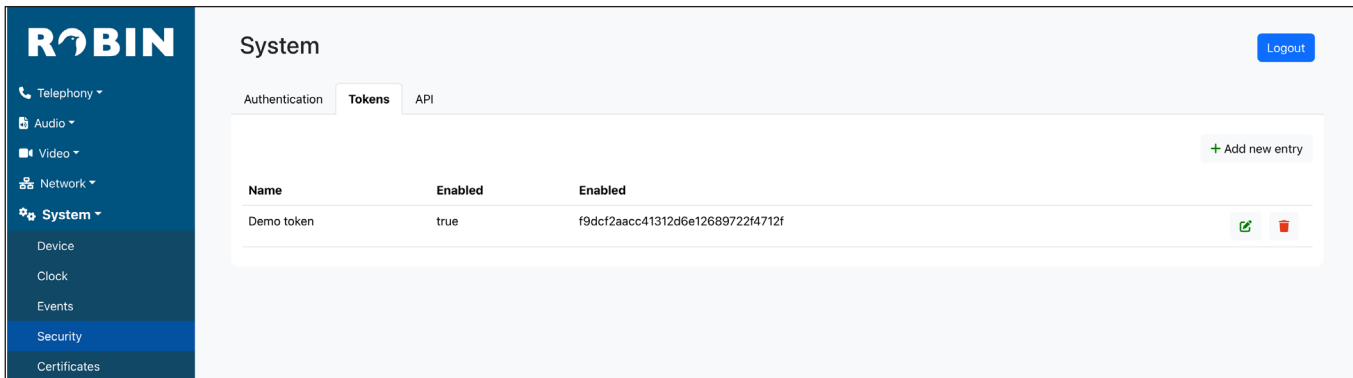 ROBIN
Telephony
Audio
Video
Network
System
Device
Clock
Events
Security
Certificates
System
Logout
Authentication Tokens API
+ Add new entry
Name Enabled Enabled
Demo token true f9dcf2aacc41312d6e12689722f4712f